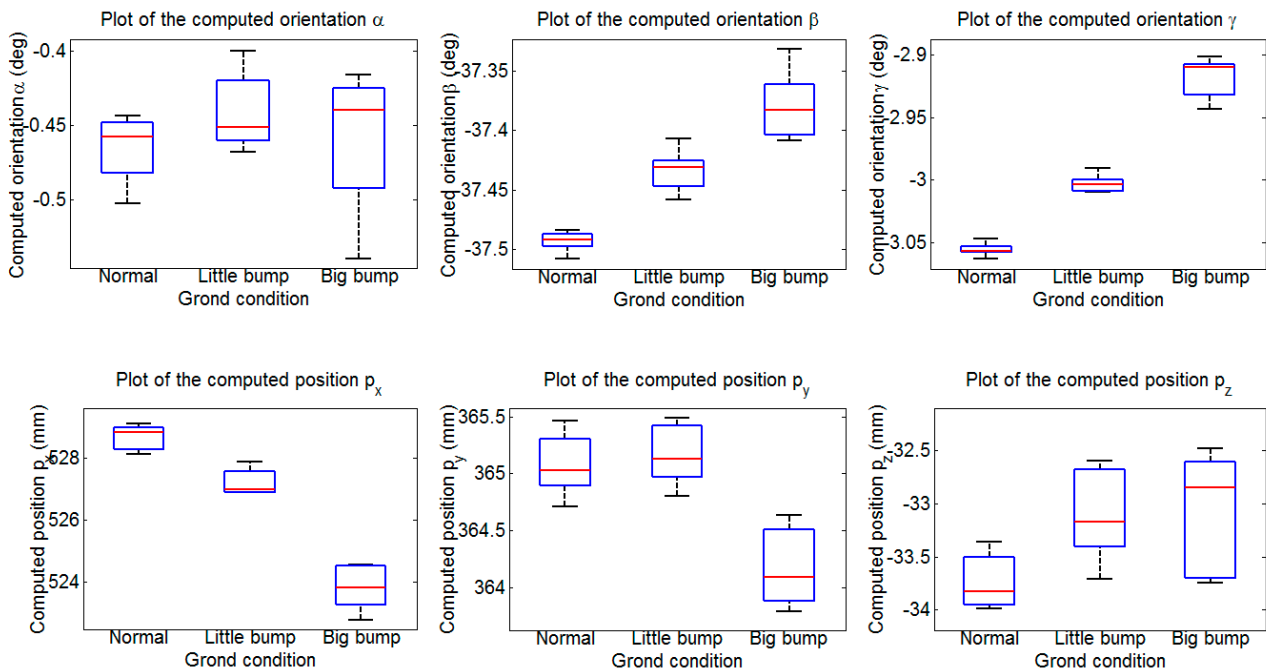 Plot of the computed orientation α
Computed orientation α (deg)
-0.4
-0.45
-0.5
Normal
Little bump
Big bump
Grond condition
Plot of the computed orientation β
Computed orientation β (deg)
-37.35
-37.4
-37.45
-37.5
Normal
Little bump
Big bump
Grond condition
Plot of the computed orientation γ
Computed orientation γ (deg)
-2.9
-2.95
-3
-3.05
Normal
Little bump
Big bump
Grond condition
Plot of the computed position p_x
Computed position p_x (mm)
528
526
524
Normal
Little bump
Big bump
Grond condition
Plot of the computed position p_y
Computed position p_y (mm)
365.5
365
364.5
364
Normal
Little bump
Big bump
Grond condition
Plot of the computed position p_z
Computed position p_z (mm)
-32.5
-33
-33.5
-34
Normal
Little bump
Big bump
Grond condition